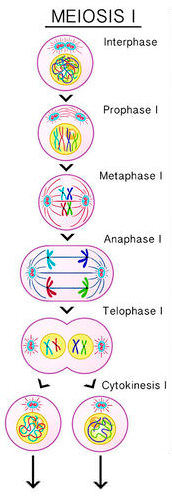 MEIOSIS I
Interphase
Prophase I
Metaphase I
Anaphase I
Telophase I
Cytokinesis I